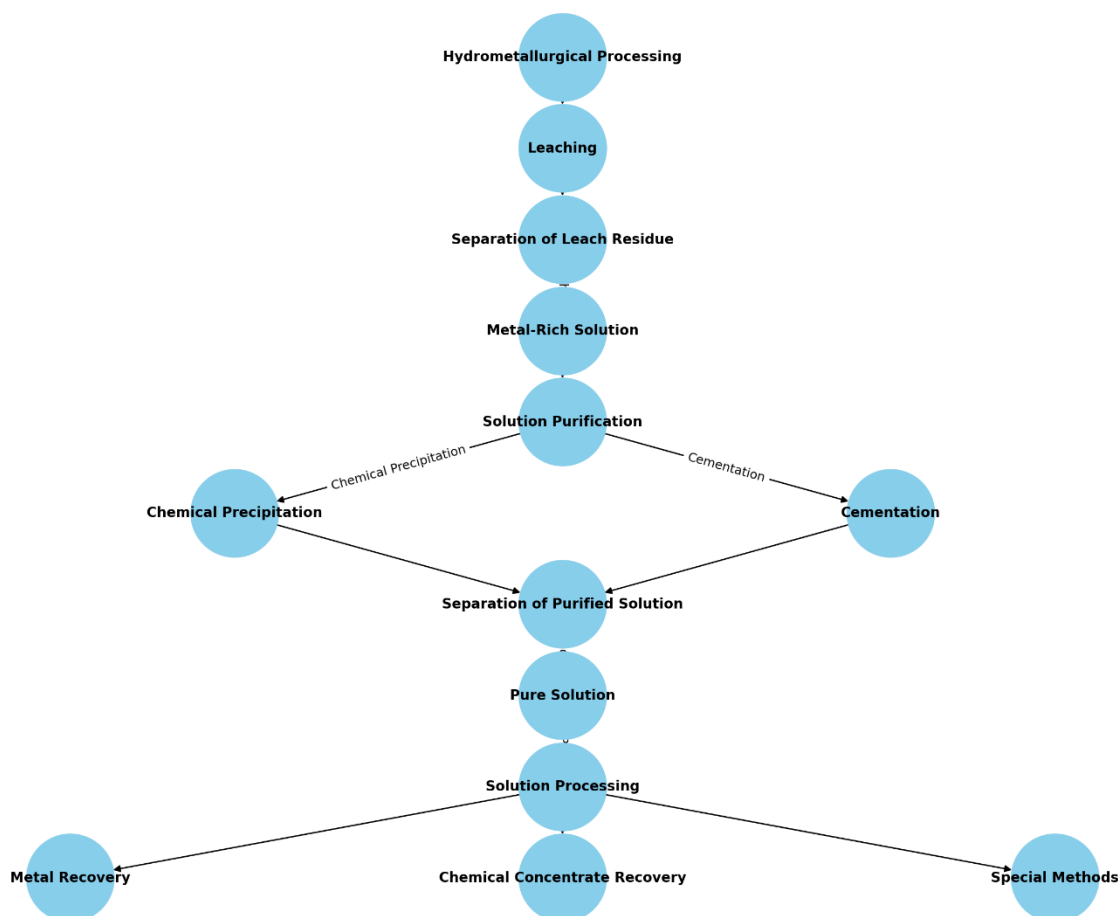 Hydrometallurgical Processing
Leaching
Separation of Leach Residue
Metal-Rich Solution
Solution Purification
Chemical Precipitation
Cementation
Chemical Precipitation
Cementation
Separation of Purified Solution
Pure Solution
Solution Processing
Metal Recovery
Chemical Concentrate Recovery
Special Methods